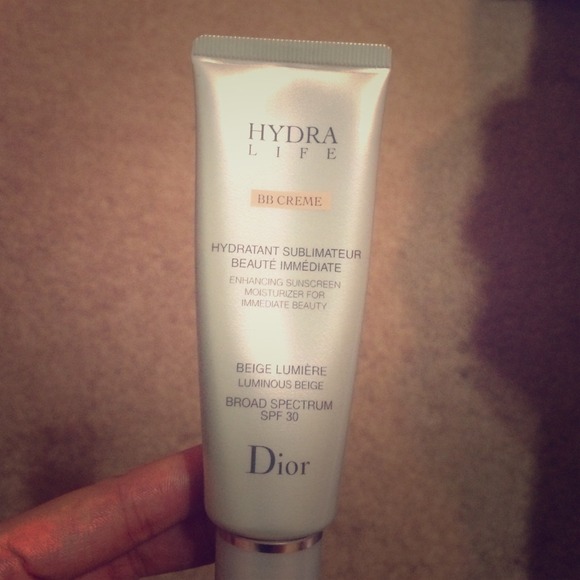 HYDRA
LIFE
BB CREME
HYDRATANT SUBLIMATEUR
BEAUTÉ IMMÉDIATE
ENHANCING SUNSCREEN
MOISTURIZER FOR
IMMEDIATE BEAUTY
BEIGE LUMIÈRE
LUMINOUS BEIGE
BROAD SPECTRUM
SPF 30
Dior